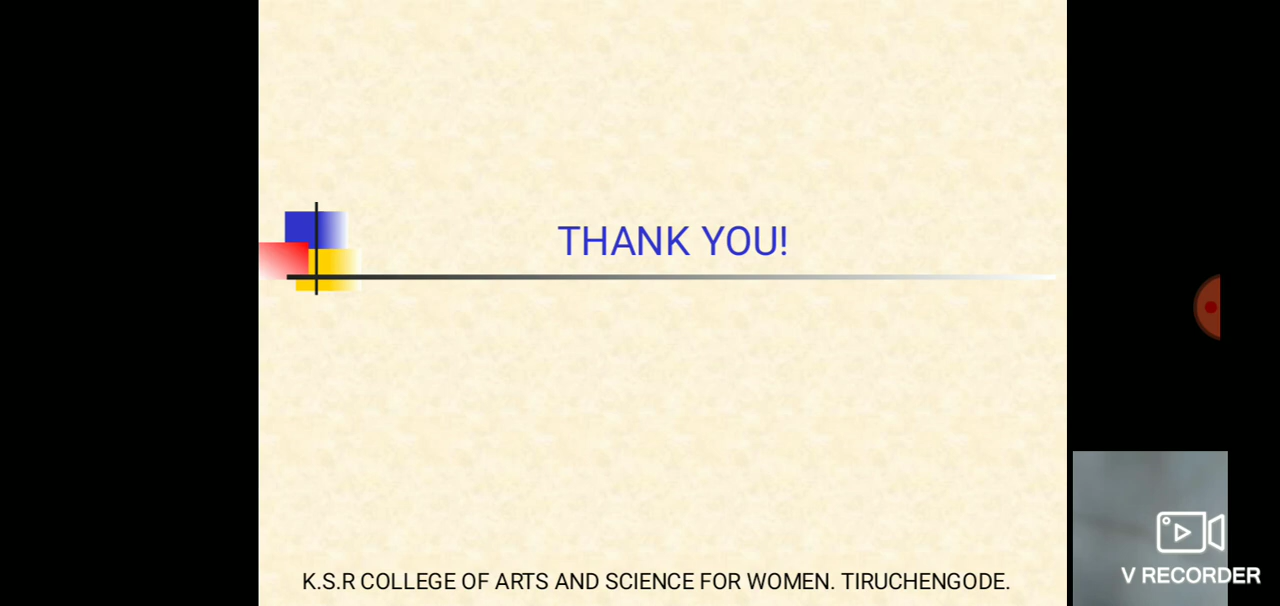 THANK YOU!
K.S.R COLLEGE OF ARTS AND SCIENCE FOR WOMEN. TIRUCHENGODE.
V RECORDER